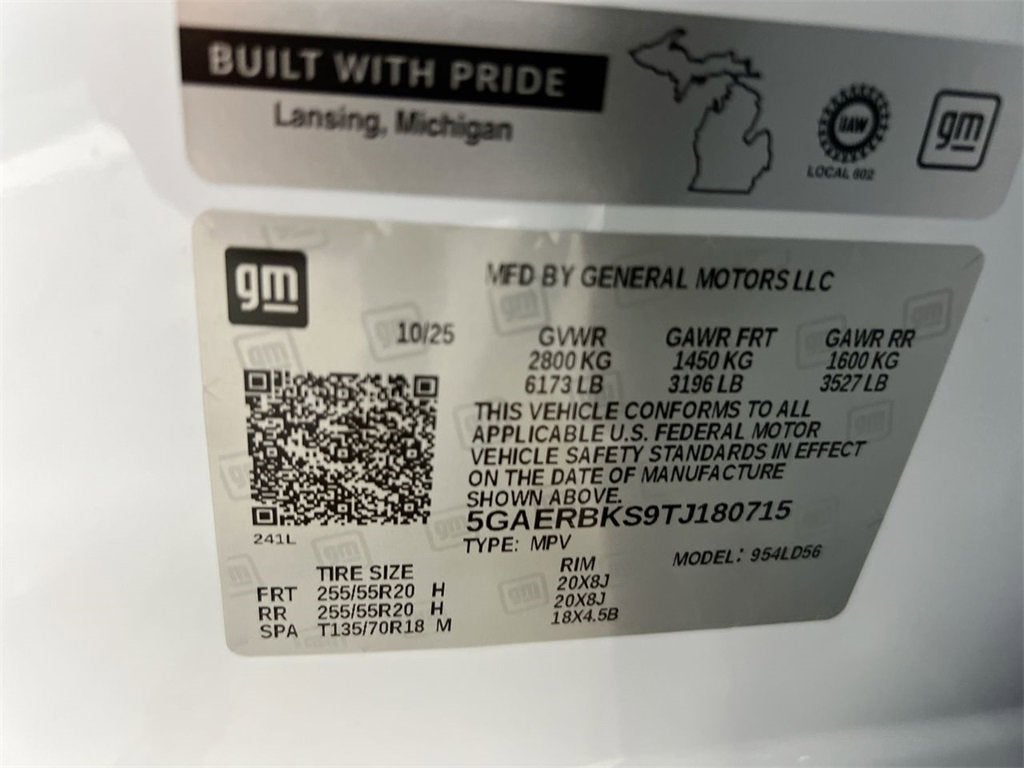 BUILT WITH PRIDE
Lansing, Michigan
UAW
LOCAL 602
gm
gm
MFD BY GENERAL MOTORS LLC
10/25 GVWR GAWR FRT GAWR RR
2800 KG 1450 KG 1600 KG
6173 LB 3196 LB 3527 LB
THIS VEHICLE CONFORMS TO ALL
APPLICABLE U.S. FEDERAL MOTOR
VEHICLE SAFETY STANDARDS IN EFFECT
ON THE DATE OF MANUFACTURE
SHOWN ABOVE.
5GAERBKS9TJ180715
241L
TYPE: MPV MODEL: 954LD56
TIRE SIZE RIM
FRT 255/55R20 H 20X8J
RR 255/55R20 H 20X8J
SPA T135/70R18 M 18X4.5B